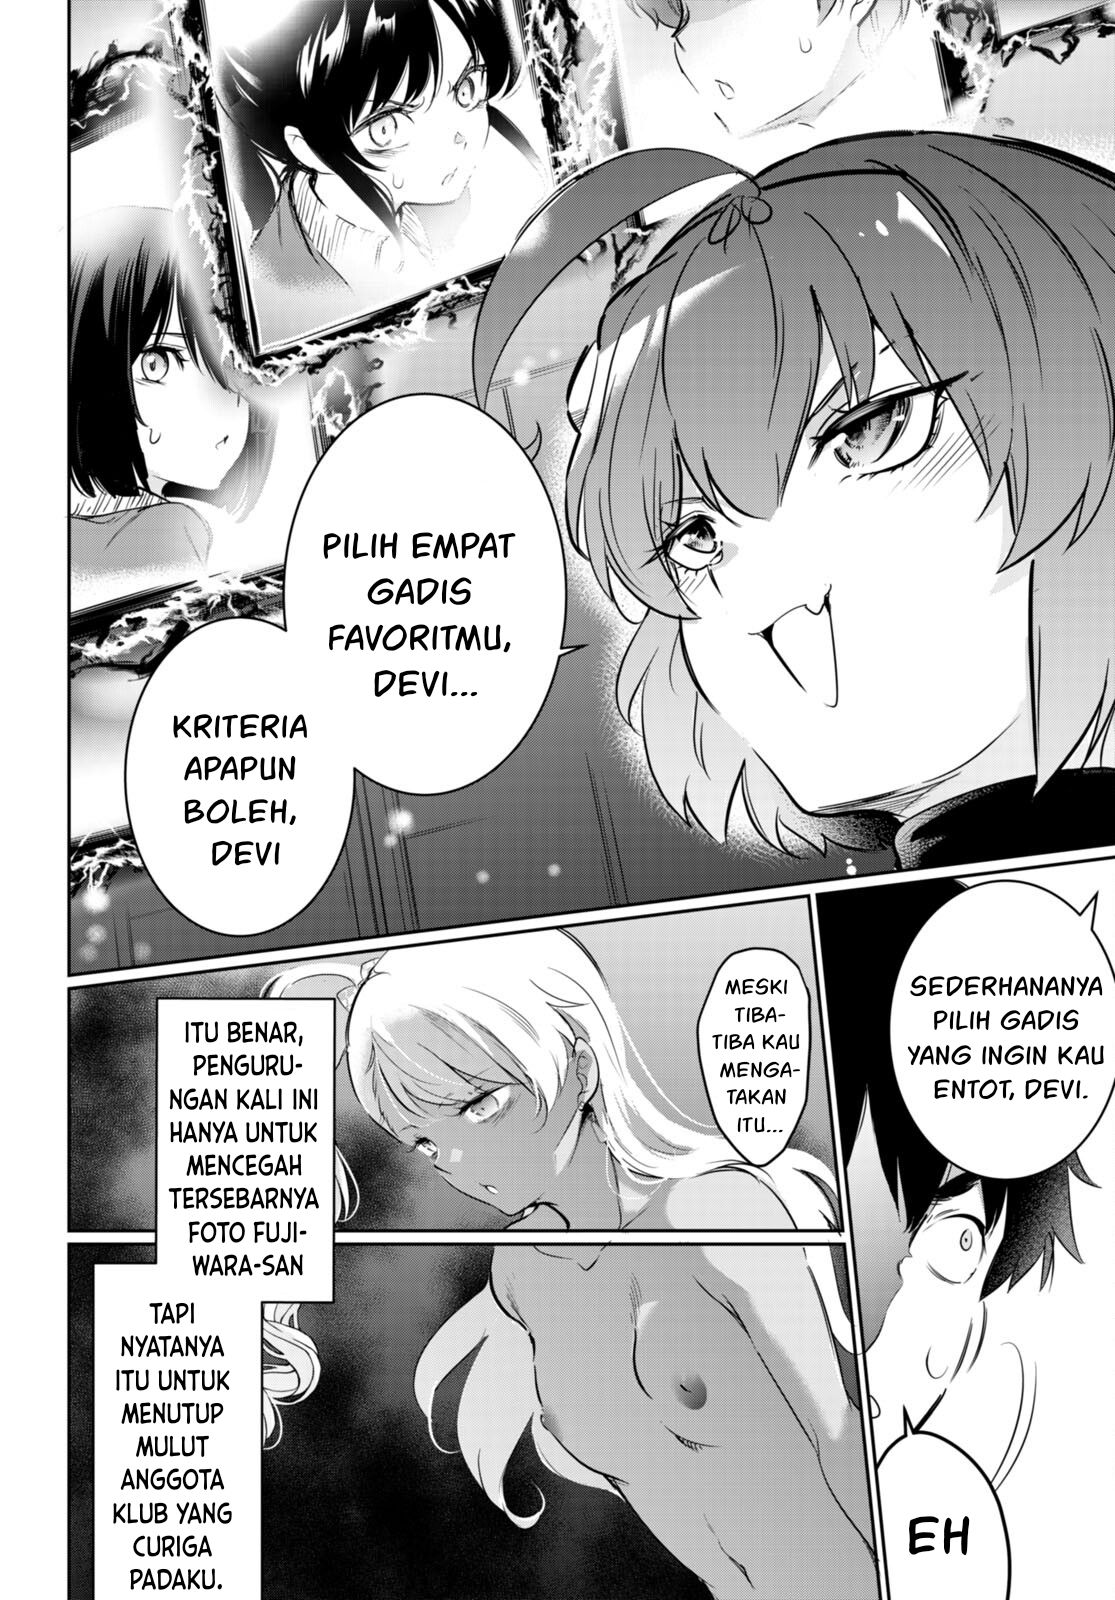 PILIH EMPAT
GADIS
FAVORITMU,
DEVI...
KRITERIA
APAPUN
BOLEH,
DEVI
SEDERHANANYA
PILIH GADIS
YANG INGIN KAU
ENTOT, DEVI.
EH
MESKI
TIBA-
TIBA KAU
MENGA-
TAKAN
ITU...
ITU BENAR,
PENGURU-
NGAN KALI INI
HANYA UNTUK
MENCEGAH
TERSEBARNYA
FOTO FUJI-
WARA-SAN
TAPI
NYATANYA
ITU UNTUK
MENUTUP
MULUT
ANGGOTA
KLUB YANG
CURIGA
PADAKU.